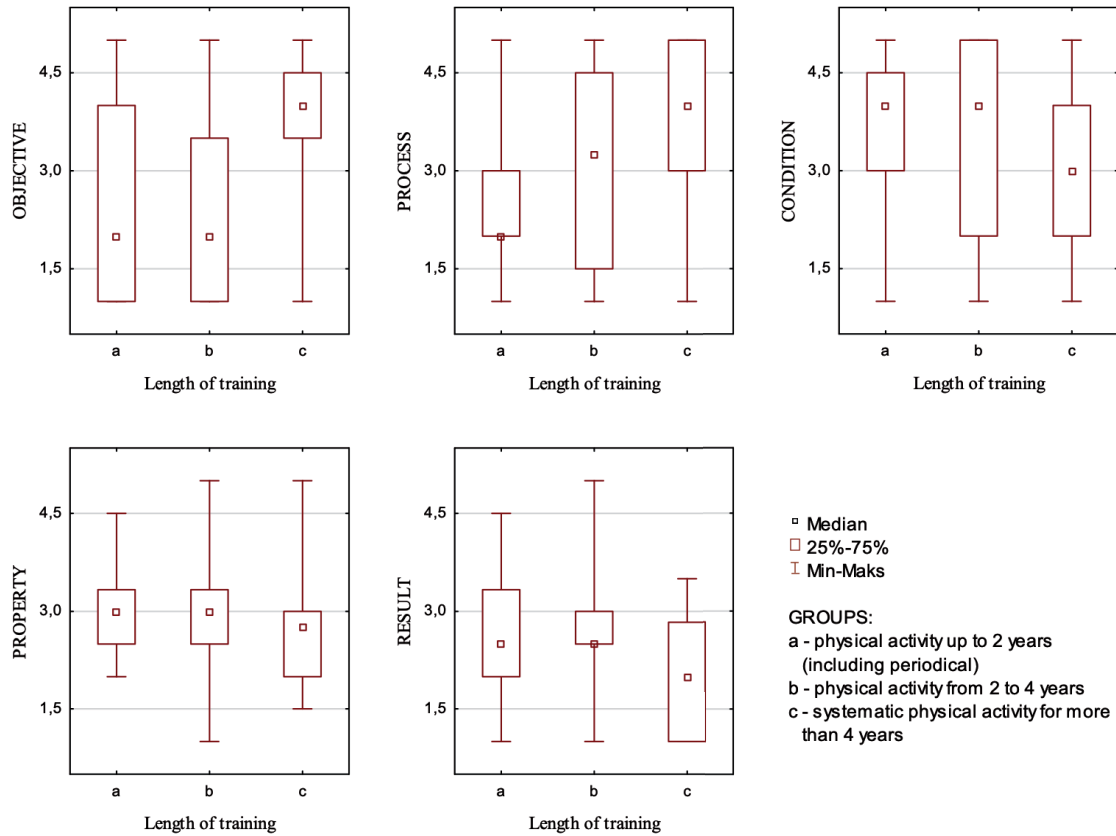 OBJECTIVE
4,5
3,0
1,5
a b c
Length of training
PROCESS
4,5
3,0
1,5
a b c
Length of training
CONDITION
4,5
3,0
1,5
a b c
Length of training
PROPERTY
4,5
3,0
1,5
a b c
Length of training
RESULT
4,5
3,0
1,5
a b c
Length of training
Median
25%-75%
Min-Maks
GROUPS:
a - physical activity up to 2 years
(including periodical)
b - physical activity from 2 to 4 years
c - systematic physical activity for more
than 4 years